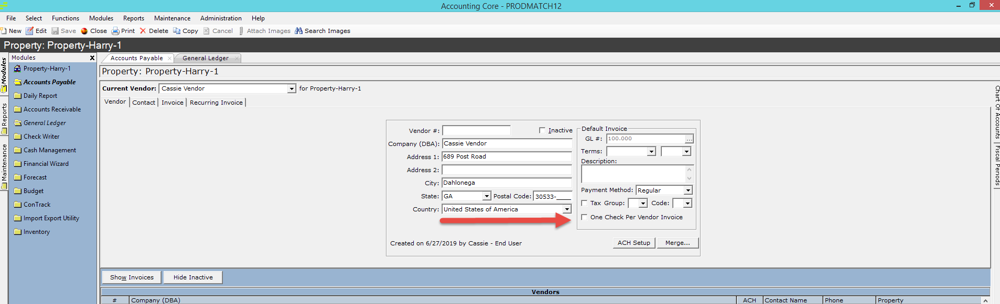 Accounting Core - PRODMATCH12
File Select Functions Modules Reports Maintenance Administration Help
New Edit Save Close Print Delete Copy Cancel Attach Images Search Images
Property: Property-Harry-1
Modules
Reports
Maintenance
Modules
Property-Harry-1
Accounts Payable
Daily Report
Accounts Receivable
General Ledger
Check Writer
Cash Management
Financial Wizard
Forecast
Budget
ConTrack
Import Export Utility
Inventory
Accounts Payable General Ledger
Property: Property-Harry-1
Current Vendor: Cassie Vendor for Property-Harry-1
Vendor Contact Invoice Recurring Invoice
Vendor #: Inactive
Company (DBA): Cassie Vendor
Address 1: 689 Post Road
Address 2:
City: Dahlonega
State: GA Postal Code: 30533-____
Country: United States of America
Default Invoice
GL #: 100.000 ...
Terms:
Description:
Payment Method: Regular
Tax Group: Code:
One Check Per Vendor Invoice
Created on 6/27/2019 by Cassie - End User
ACH Setup Merge...
Show Invoices Hide Inactive
Vendors
# Company (DBA) ACH Contact Name Phone Property
Chart Of Accounts
Fiscal Periods